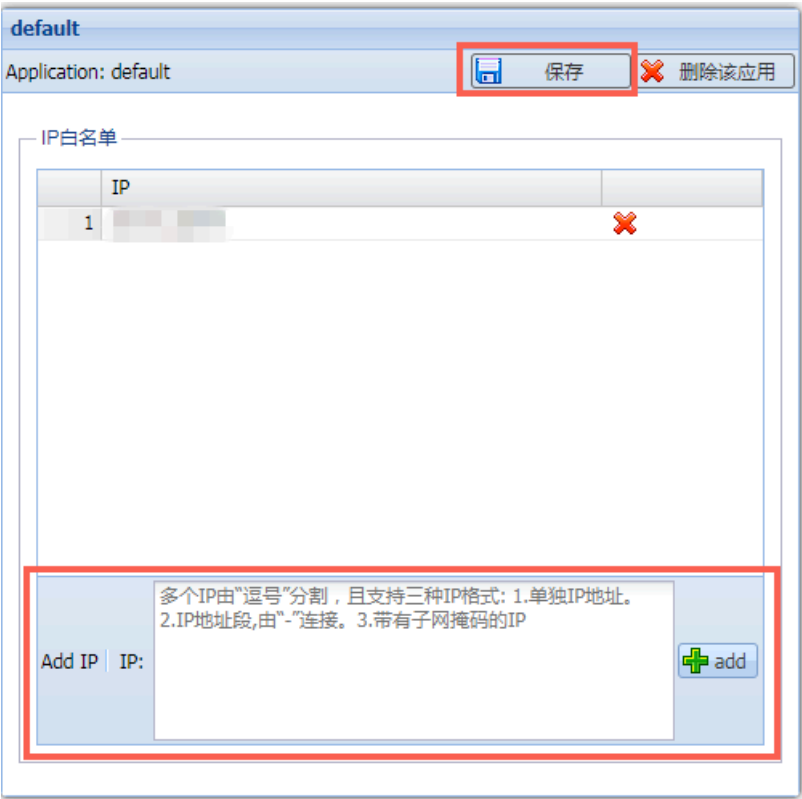 default
Application: default
保存
删除该应用
IP白名单
IP
1
多个IP由“逗号”分割，且支持三种IP格式: 1.单独IP地址。
2.IP地址段,由“-”连接。3.带有子网掩码的IP
Add IP IP:
add